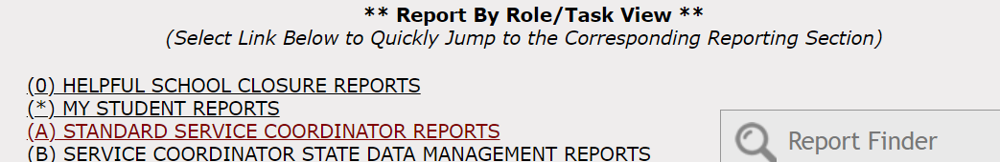 ** Report By Role/Task View **
(Select Link Below to Quickly Jump to the Corresponding Reporting Section)
(0) HELPFUL SCHOOL CLOSURE REPORTS
(*) MY STUDENT REPORTS
(A) STANDARD SERVICE COORDINATOR REPORTS
(B) SERVICE COORDINATOR STATE DATA MANAGEMENT REPORTS
Report Finder